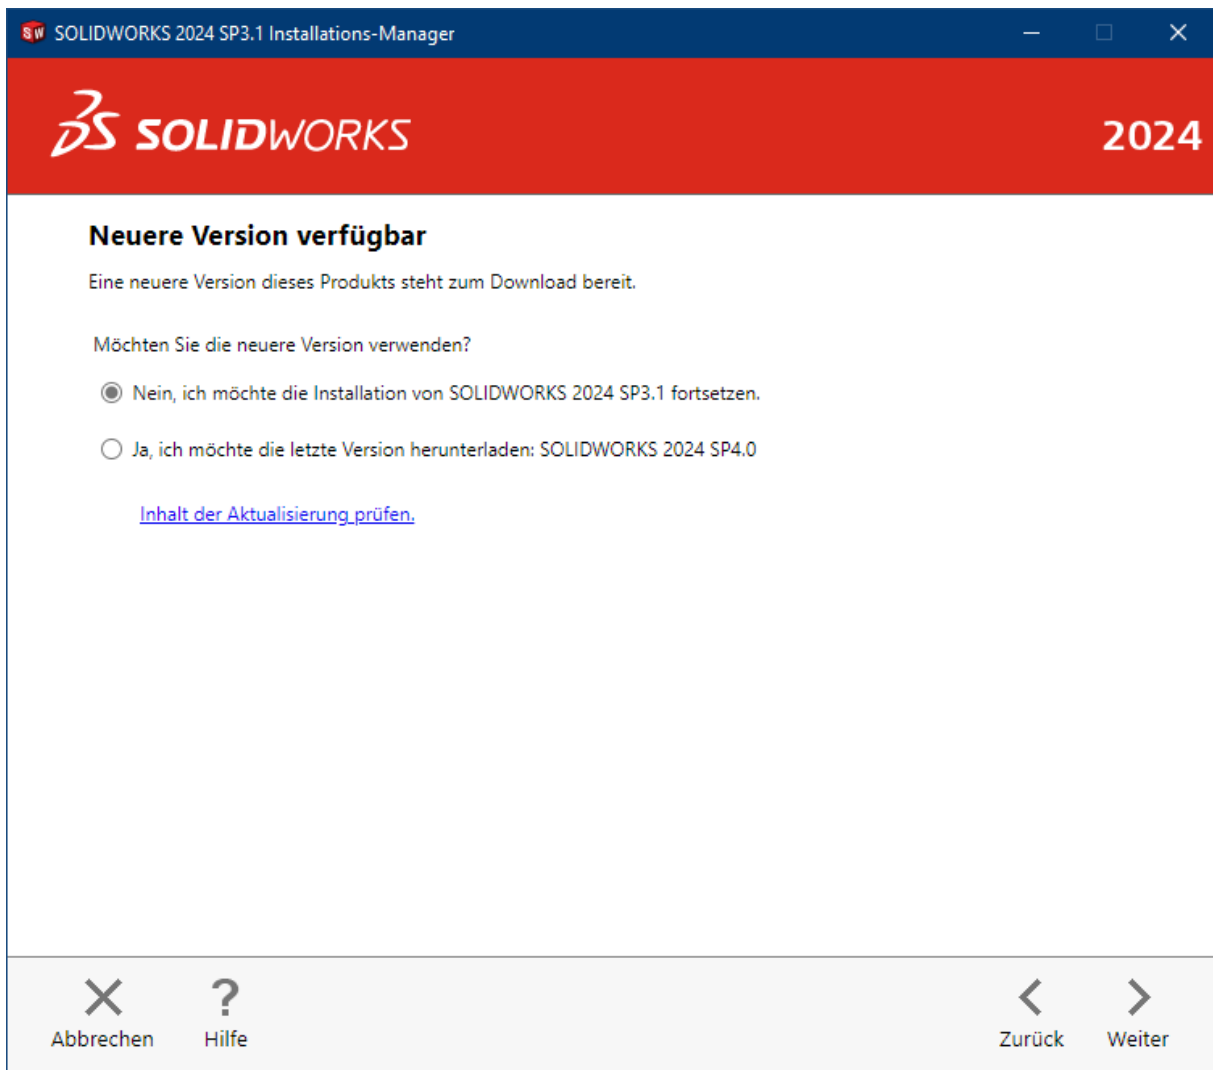 SOLIDWORKS 2024 SP3.1 Installations-Manager
SOLIDWORKS 2024
Neuere Version verfügbar
Eine neuere Version dieses Produkts steht zum Download bereit.
Möchten Sie die neuere Version verwenden?
Nein, ich möchte die Installation von SOLIDWORKS 2024 SP3.1 fortsetzen.
Ja, ich möchte die letzte Version herunterladen: SOLIDWORKS 2024 SP4.0
Inhalt der Aktualisierung prüfen.
Abbrechen Hilfe Zurück Weiter